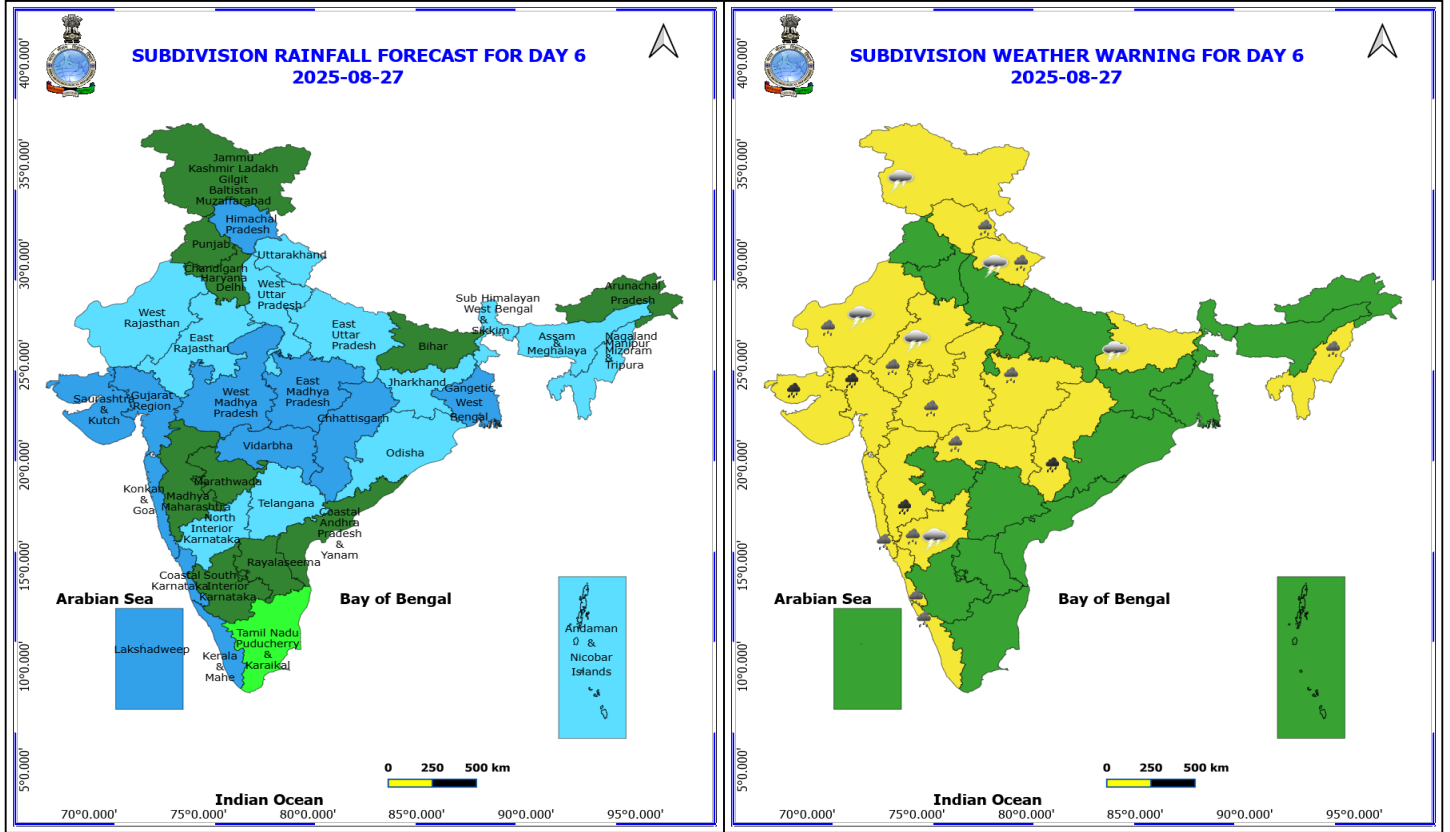 SUBDIVISION RAINFALL FORECAST FOR DAY 6
2025-08-27
40°0.000'
35°0.000'
30°0.000'
25°0.000'
20°0.000'
15°0.000'
10°0.000'
5°0.000'
Jammu
Kashmir Ladakh
Gilgit
Baltistan
Muzaffarabad
Himachal
Pradesh
Punjab
Uttarakhand
Chandigarh
Haryana
Delhi
West
Uttar
Pradesh
West
Rajasthan
East
Rajasthan
East
Uttar
Pradesh
Bihar
Sub Himalayan
West Bengal
&
Sikkim
Arunachal
Pradesh
Assam
&
Meghalaya
Nagaland
Manipur
Mizoram
&
Tripura
Jharkhand
Gangetic
West
Bengal
Saurashtra
&
Kutch
Gujarat
Region
West
Madhya
Pradesh
East
Madhya
Pradesh
Chhattisgarh
Vidarbha
Odisha
Konkan
&
Goa
Madhya
Maharashtra
Marathwada
Telangana
North
Interior
Karnataka
Coastal
Andhra
Pradesh
&
Yanam
Rayalaseema
Coastal
Karnataka
South
Interior
Karnataka
Arabian Sea
Bay of Bengal
Lakshadweep
Kerala
&
Mahe
Tamil Nadu
Puducherry
&
Karaikal
Andaman
&
Nicobar
Islands
0 250 500 km
Indian Ocean
70°0.000' 75°0.000' 80°0.000' 85°0.000' 90°0.000' 95°0.000'
SUBDIVISION WEATHER WARNING FOR DAY 6
2025-08-27
40°0.000'
35°0.000'
30°0.000'
25°0.000'
20°0.000'
15°0.000'
10°0.000'
5°0.000'
Arabian Sea
Bay of Bengal
0 250 500 km
Indian Ocean
70°0.000' 75°0.000' 80°0.000' 85°0.000' 90°0.000' 95°0.000'